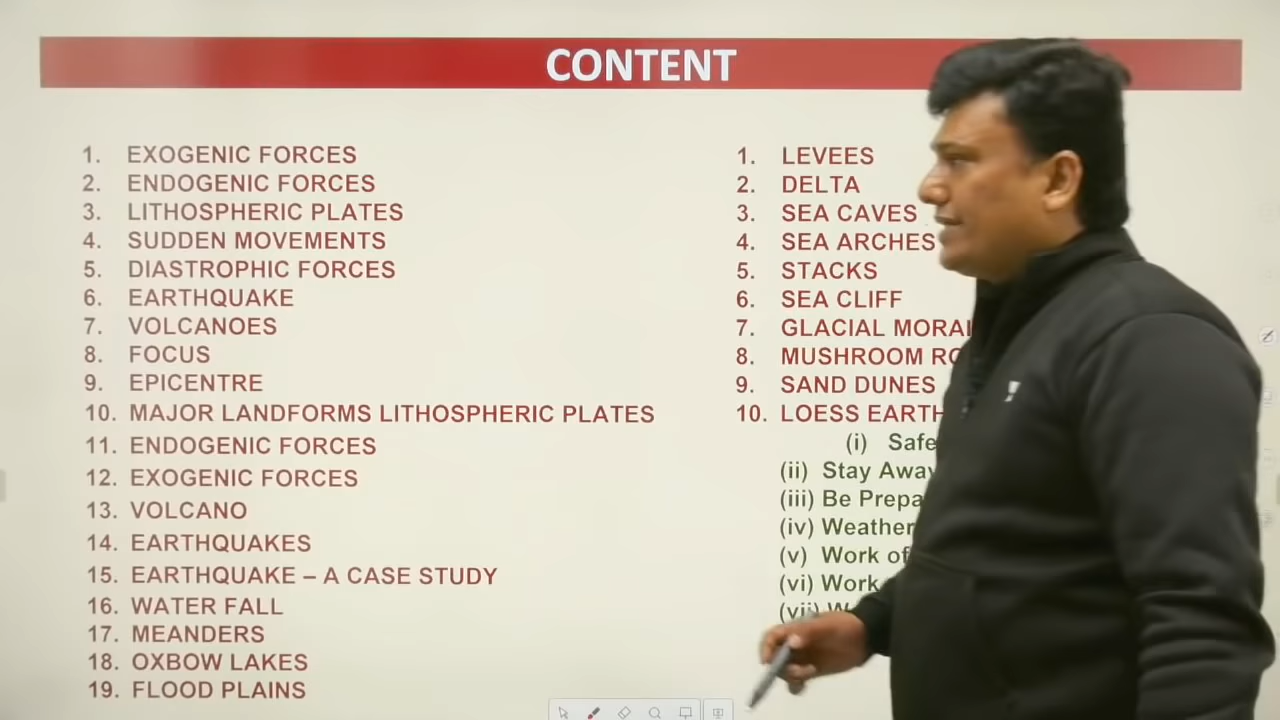 CONTENT
1. EXOGENIC FORCES
2. ENDOGENIC FORCES
3. LITHOSPHERIC PLATES
4. SUDDEN MOVEMENTS
5. DIASTROPHIC FORCES
6. EARTHQUAKE
7. VOLCANOES
8. FOCUS
9. EPICENTRE
10. MAJOR LANDFORMS LITHOSPHERIC PLATES
11. ENDOGENIC FORCES
12. EXOGENIC FORCES
13. VOLCANO
14. EARTHQUAKES
15. EARTHQUAKE – A CASE STUDY
16. WATER FALL
17. MEANDERS
18. OXBOW LAKES
19. FLOOD PLAINS
1. LEVEES
2. DELTA
3. SEA CAVES
4. SEA ARCHES
5. STACKS
6. SEA CLIFF
7. GLACIAL
8. MUSHROOM
9. SAND DUNES
10. LOESS
(i)
(ii) Stay Away
(iii) Be
(iv) Weather
(v) Work of
(vi) Work
(vii)